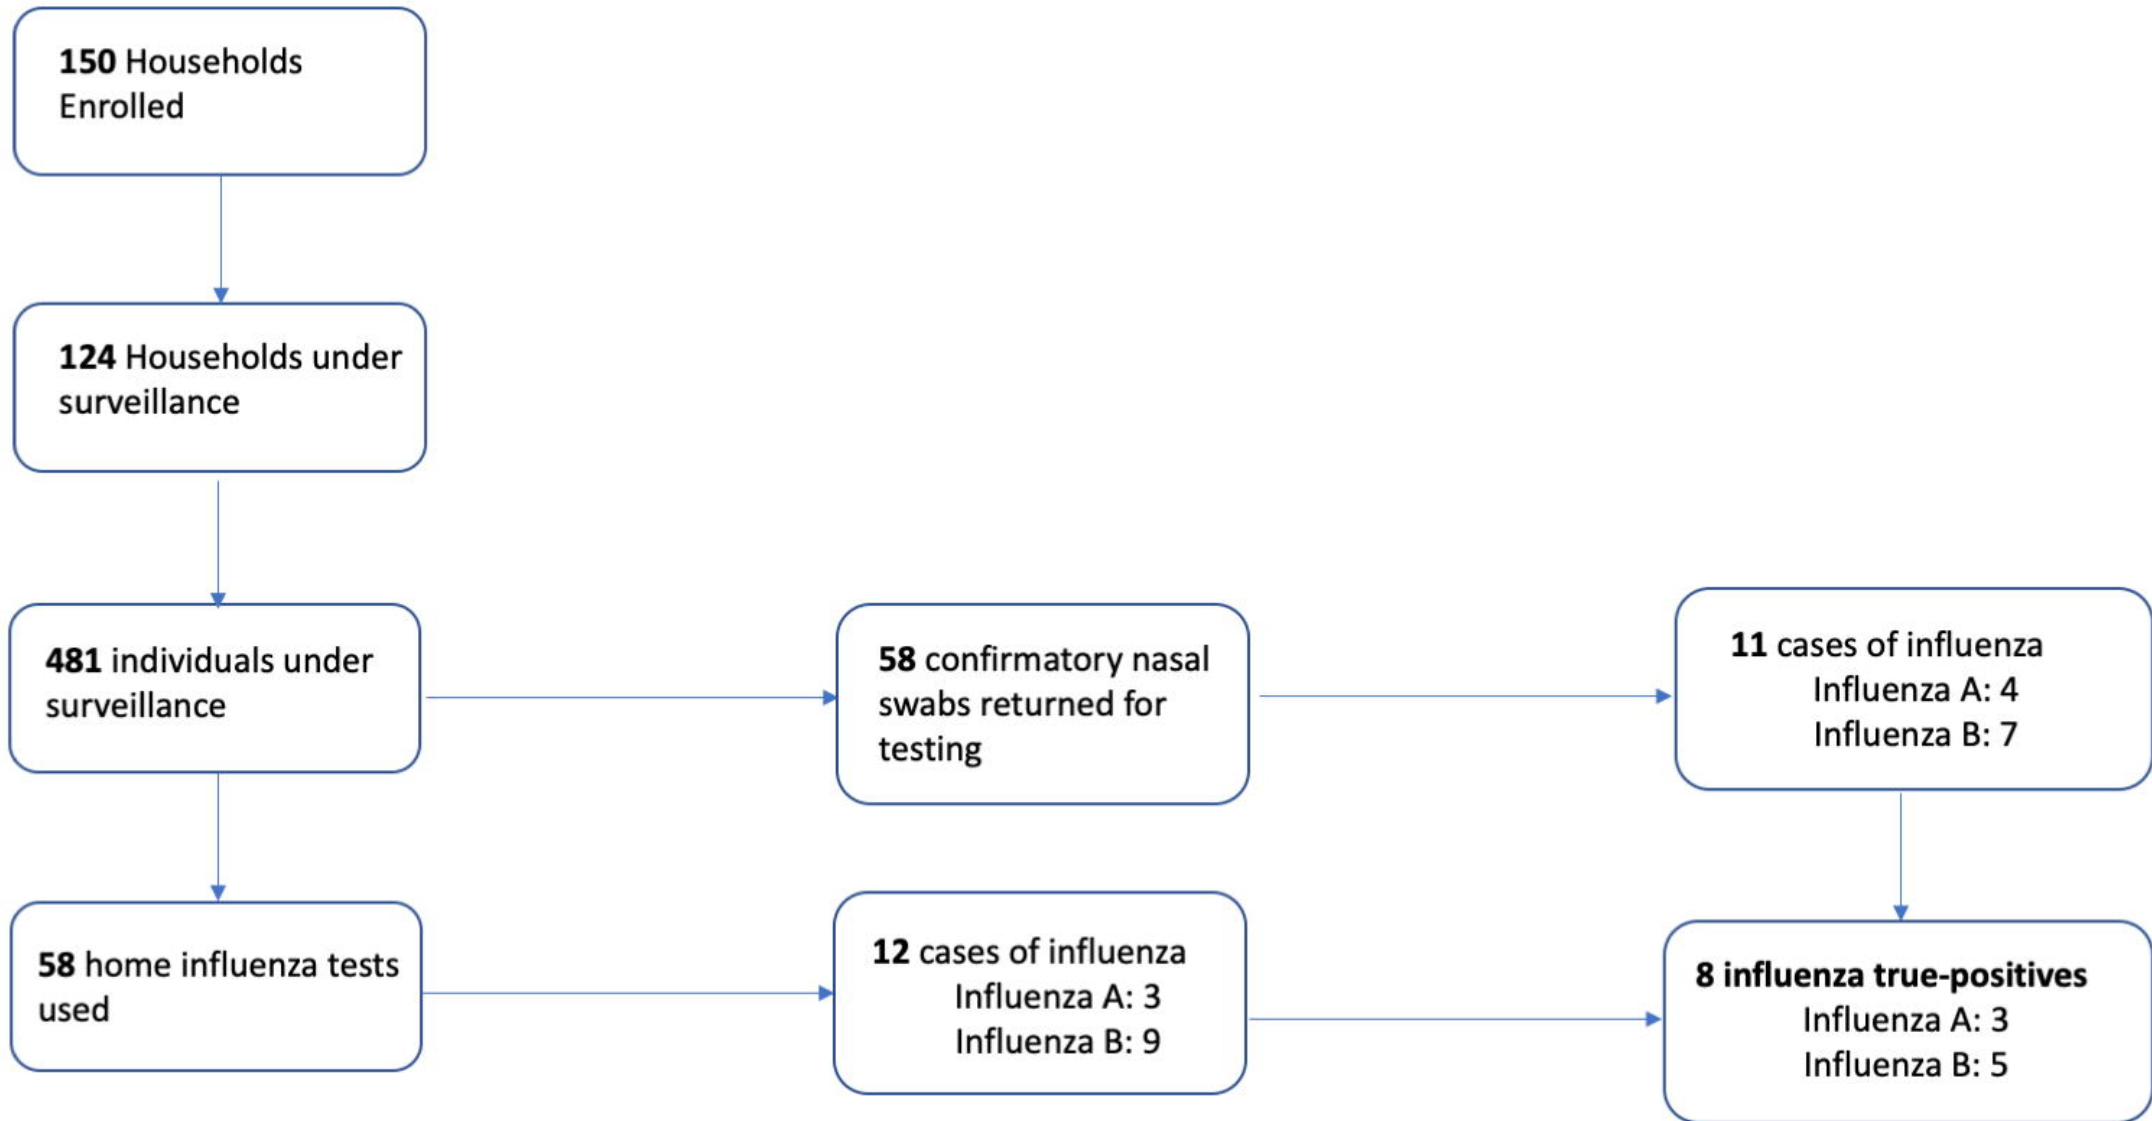 150 Households
Enrolled
124 Households under
surveillance
481 individuals under
surveillance
58 confirmatory nasal
swabs returned for
testing
11 cases of influenza
Influenza A: 4
Influenza B: 7
58 home influenza tests
used
12 cases of influenza
Influenza A: 3
Influenza B: 9
8 influenza true-positives
Influenza A: 3
Influenza B: 5